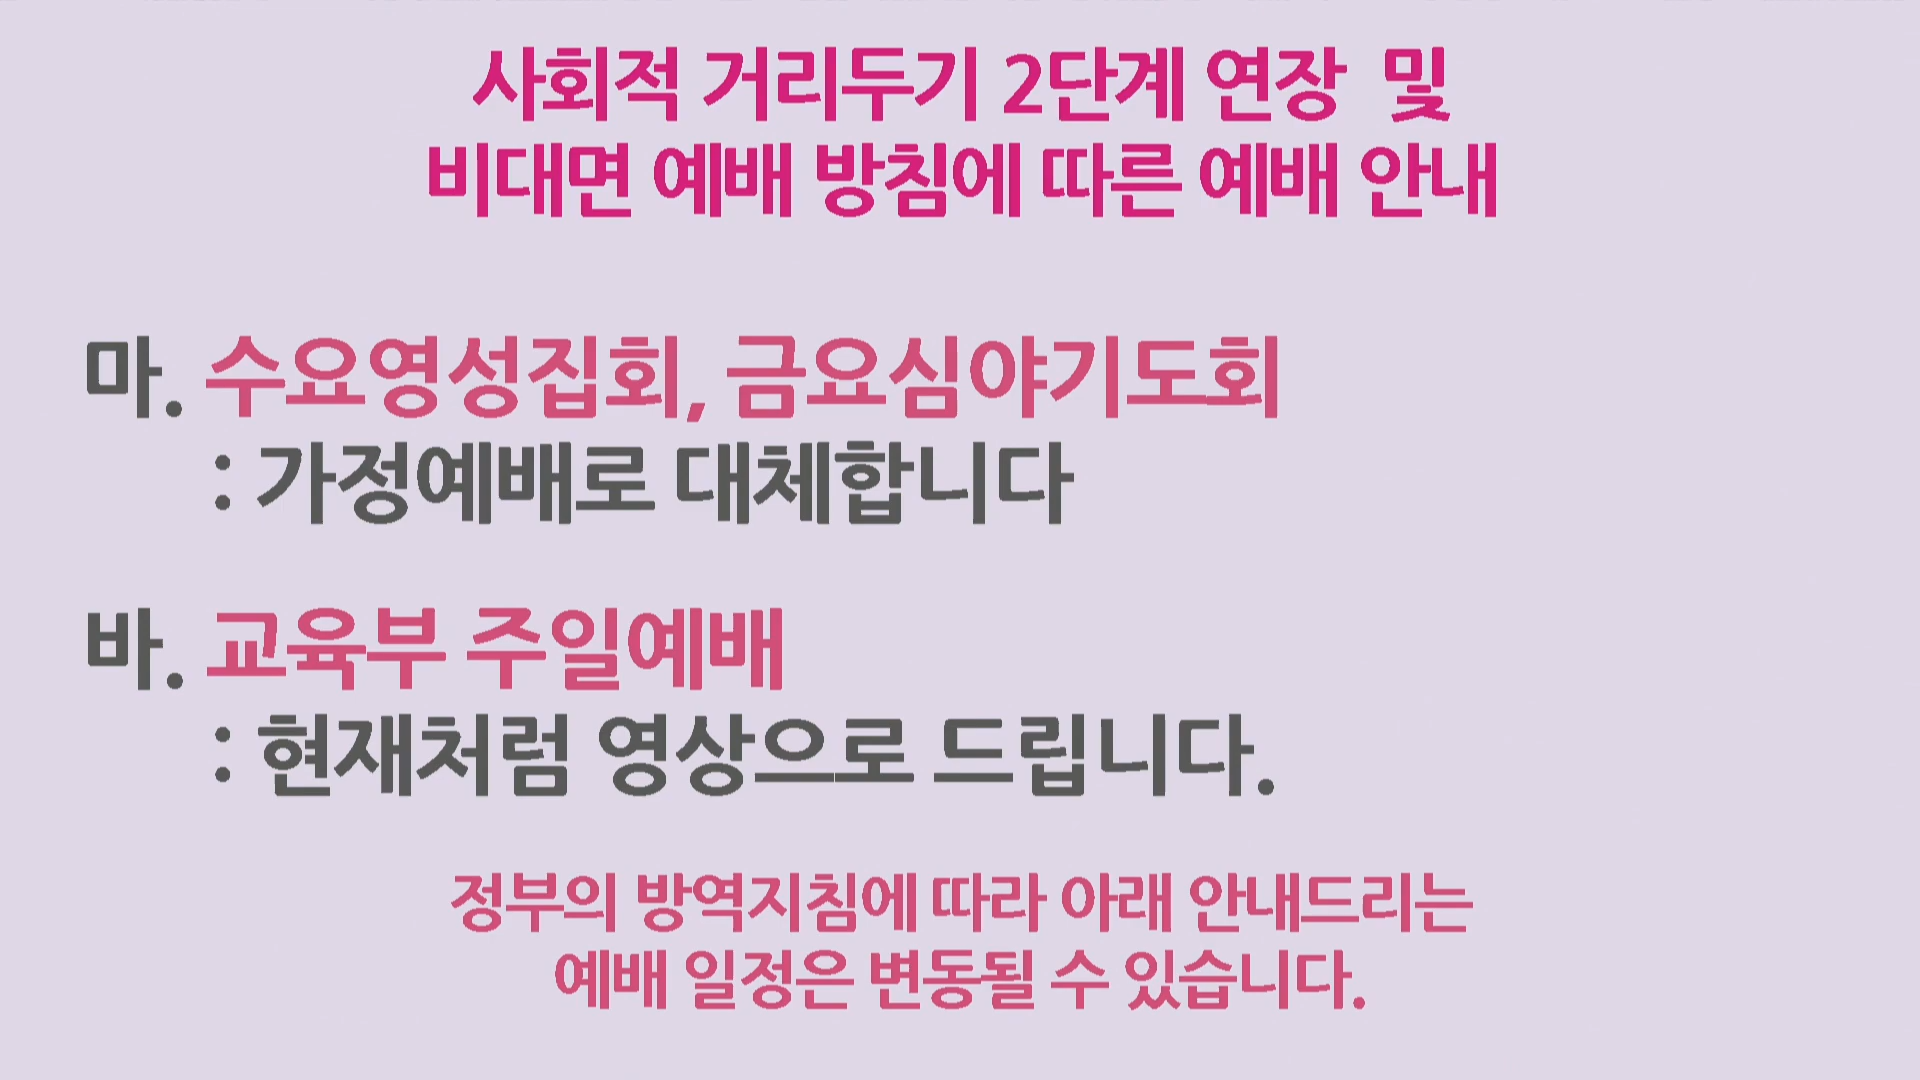 사회적 거리두기 2단계 연장 및
비대면 예배 방침에 따른 예배 안내
마. 수요영성집회, 금요심야기도회
: 가정예배로 대체합니다
바. 교육부 주일예배
: 현재처럼 영상으로 드립니다.
정부의 방역지침에 따라 아래 안내드리는
예배 일정은 변동될 수 있습니다.